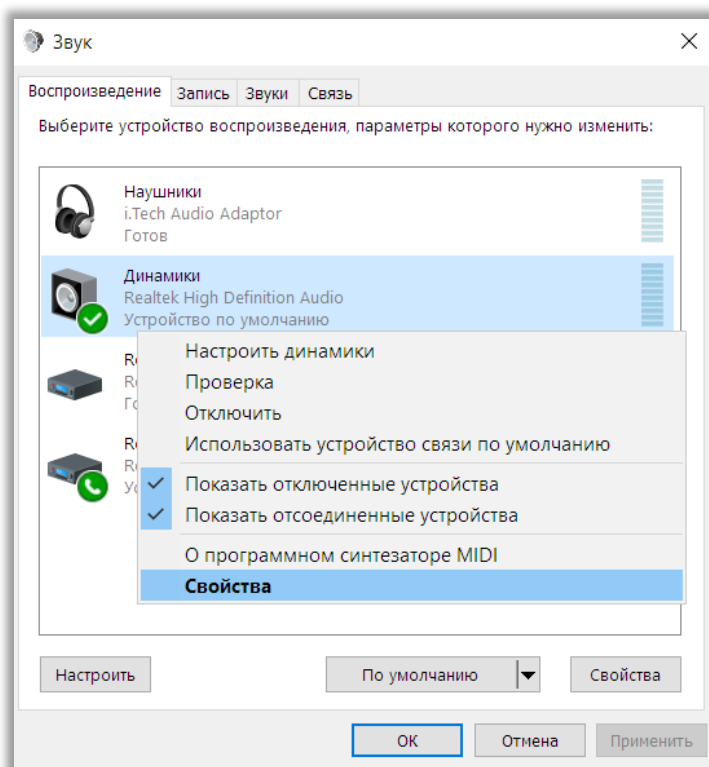 Звук
Воспроизведение Запись Звуки Связь
Выберите устройство воспроизведения, параметры которого нужно изменить:
Наушники
i.Tech Audio Adaptor
Готов
Динамики
Realtek High Definition Audio
Устройство по умолчанию
Настроить динамики
Проверка
Отключить
Использовать устройство связи по умолчанию
Показать отключенные устройства
Показать отсоединенные устройства
О программном синтезаторе MIDI
Свойства
Настроить По умолчанию Свойства
ОК Отмена Применить